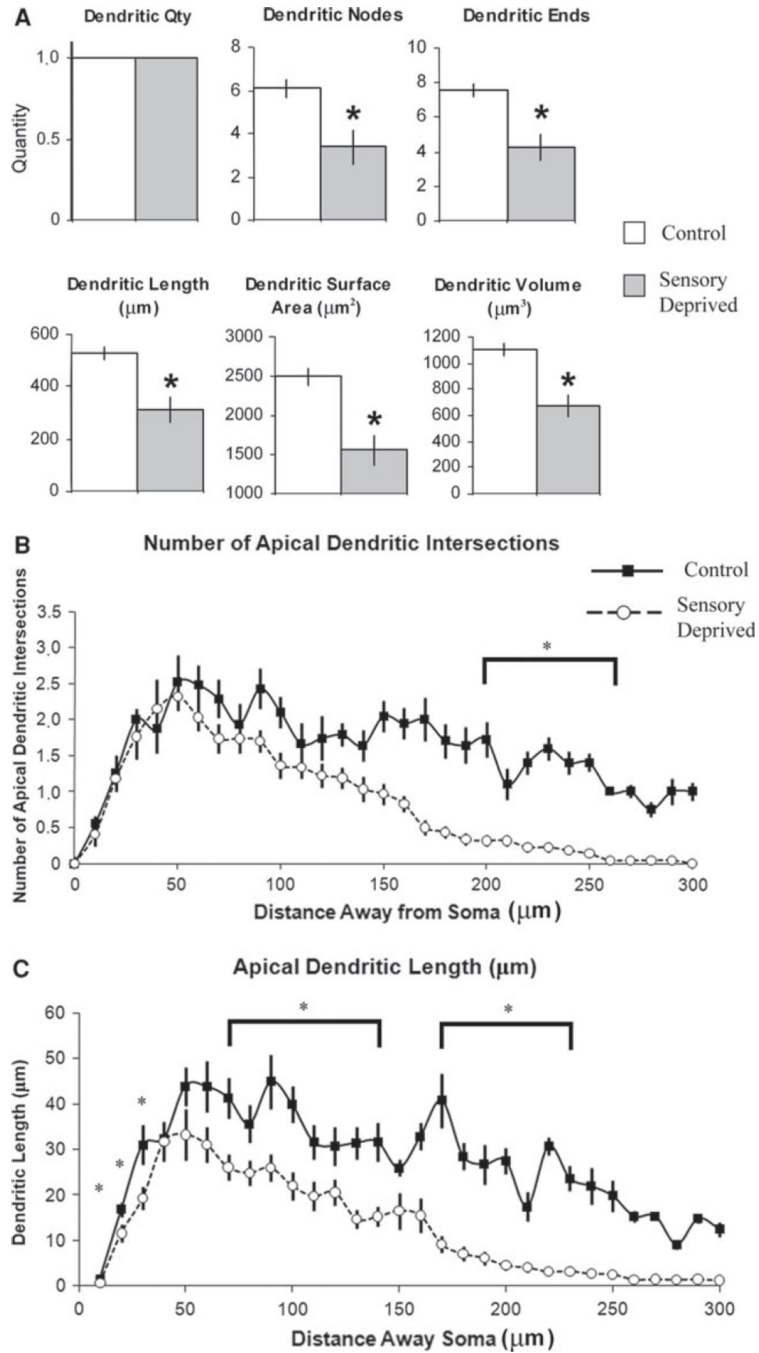 A
Dendritic Qty
Dendritic Nodes
Dendritic Ends
Quantity
1.0
0.5
0
8
6
4
2
0
*
10
8
6
4
2
0
*
Control
Sensory
Deprived
Dendritic Length
(μm)
Dendritic Surface
Area (μm²)
Dendritic Volume
(μm³)
600
400
200
0
*
3000
2500
2000
1500
1000
*
1200
1000
800
600
400
200
0
*
B
Number of Apical Dendritic Intersections
Control
Sensory
Deprived
Number of Apical Dendritic Intersections
3.5
3.0
2.5
2.0
1.5
1.0
0.5
0
*
0 50 100 150 200 250 300
Distance Away from Soma (μm)
C
Apical Dendritic Length (μm)
Dendritic Length (μm)
60
50
40
30
20
10
0
* * * * *
0 50 100 150 200 250 300
Distance Away Soma (μm)